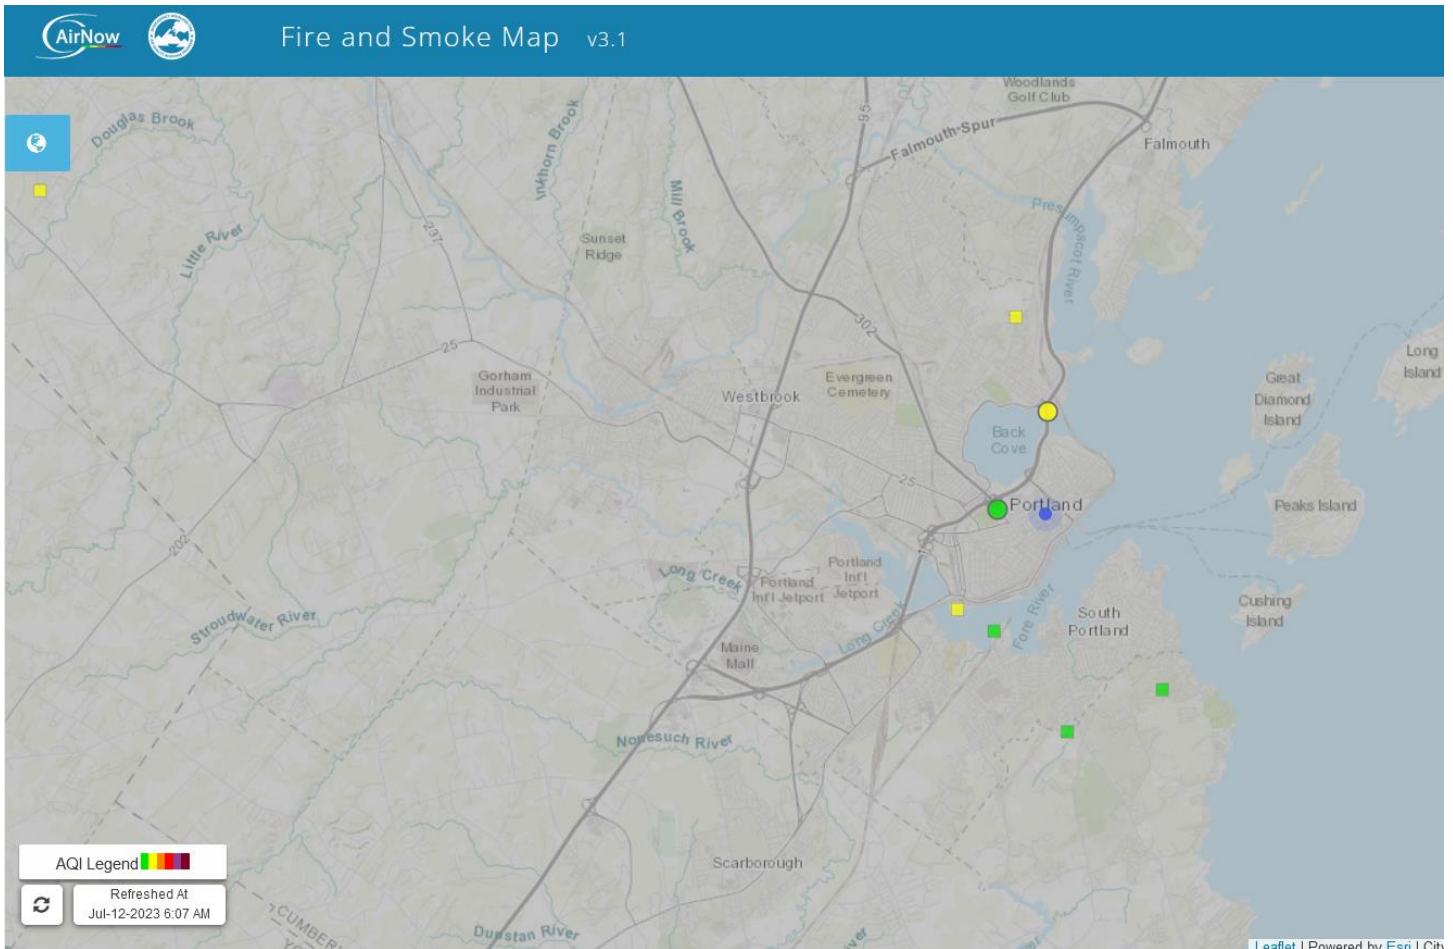 AirNow
Fire and Smoke Map v3.1
Woodlands
Golf Club
Douglas Brook
Inkhorn Brook
95
Falmouth Spur
Falmouth
Mill Brook
Presumpscot River
Little River
237
Sunset
Ridge
302
25
Long
Island
Gorham
Industrial
Park
Westbrook
Evergreen
Cemetery
Great
Diamond
Island
Back
Cove
25
Portland
Peaks Island
202
Long Creek
Portland
Int'l Jetport
Portland
Int'l
Jetport
1
Stroudwater River
Long Creek
Fore River
South
Portland
Cushing
Island
Maine
Mall
Nonesuch River
Scarborough
AQI Legend
Refreshed At
Jul-12-2023 6:07 AM
CUMBER
Dunstan River
ver
Leaflet | Powered by Esri | City